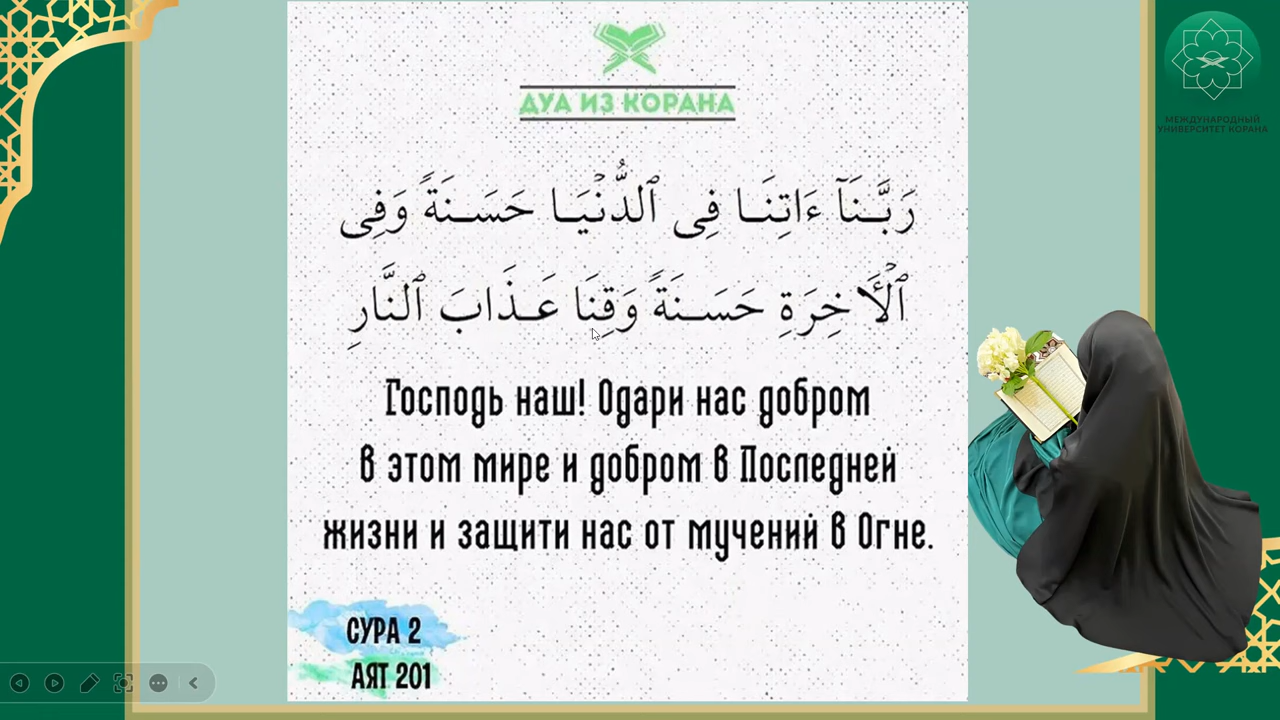 ДУА ИЗ КОРАНА
МЕЖДУНАРОДНЫЙ
УНИВЕРСИТЕТ КОРАНА
رَبَّنَآ ءَاتِنَا فِى ٱلدُّنْيَا حَسَنَةً وَفِى
ٱلْأَخِرَةِ حَسَنَةً وَقِنَا عَذَابَ ٱلنَّارِ
Господь наш! Одари нас добром
в этом мире и добром в Последней
жизни и защити нас от мучений в Огне.
СУРА 2
АЯТ 201